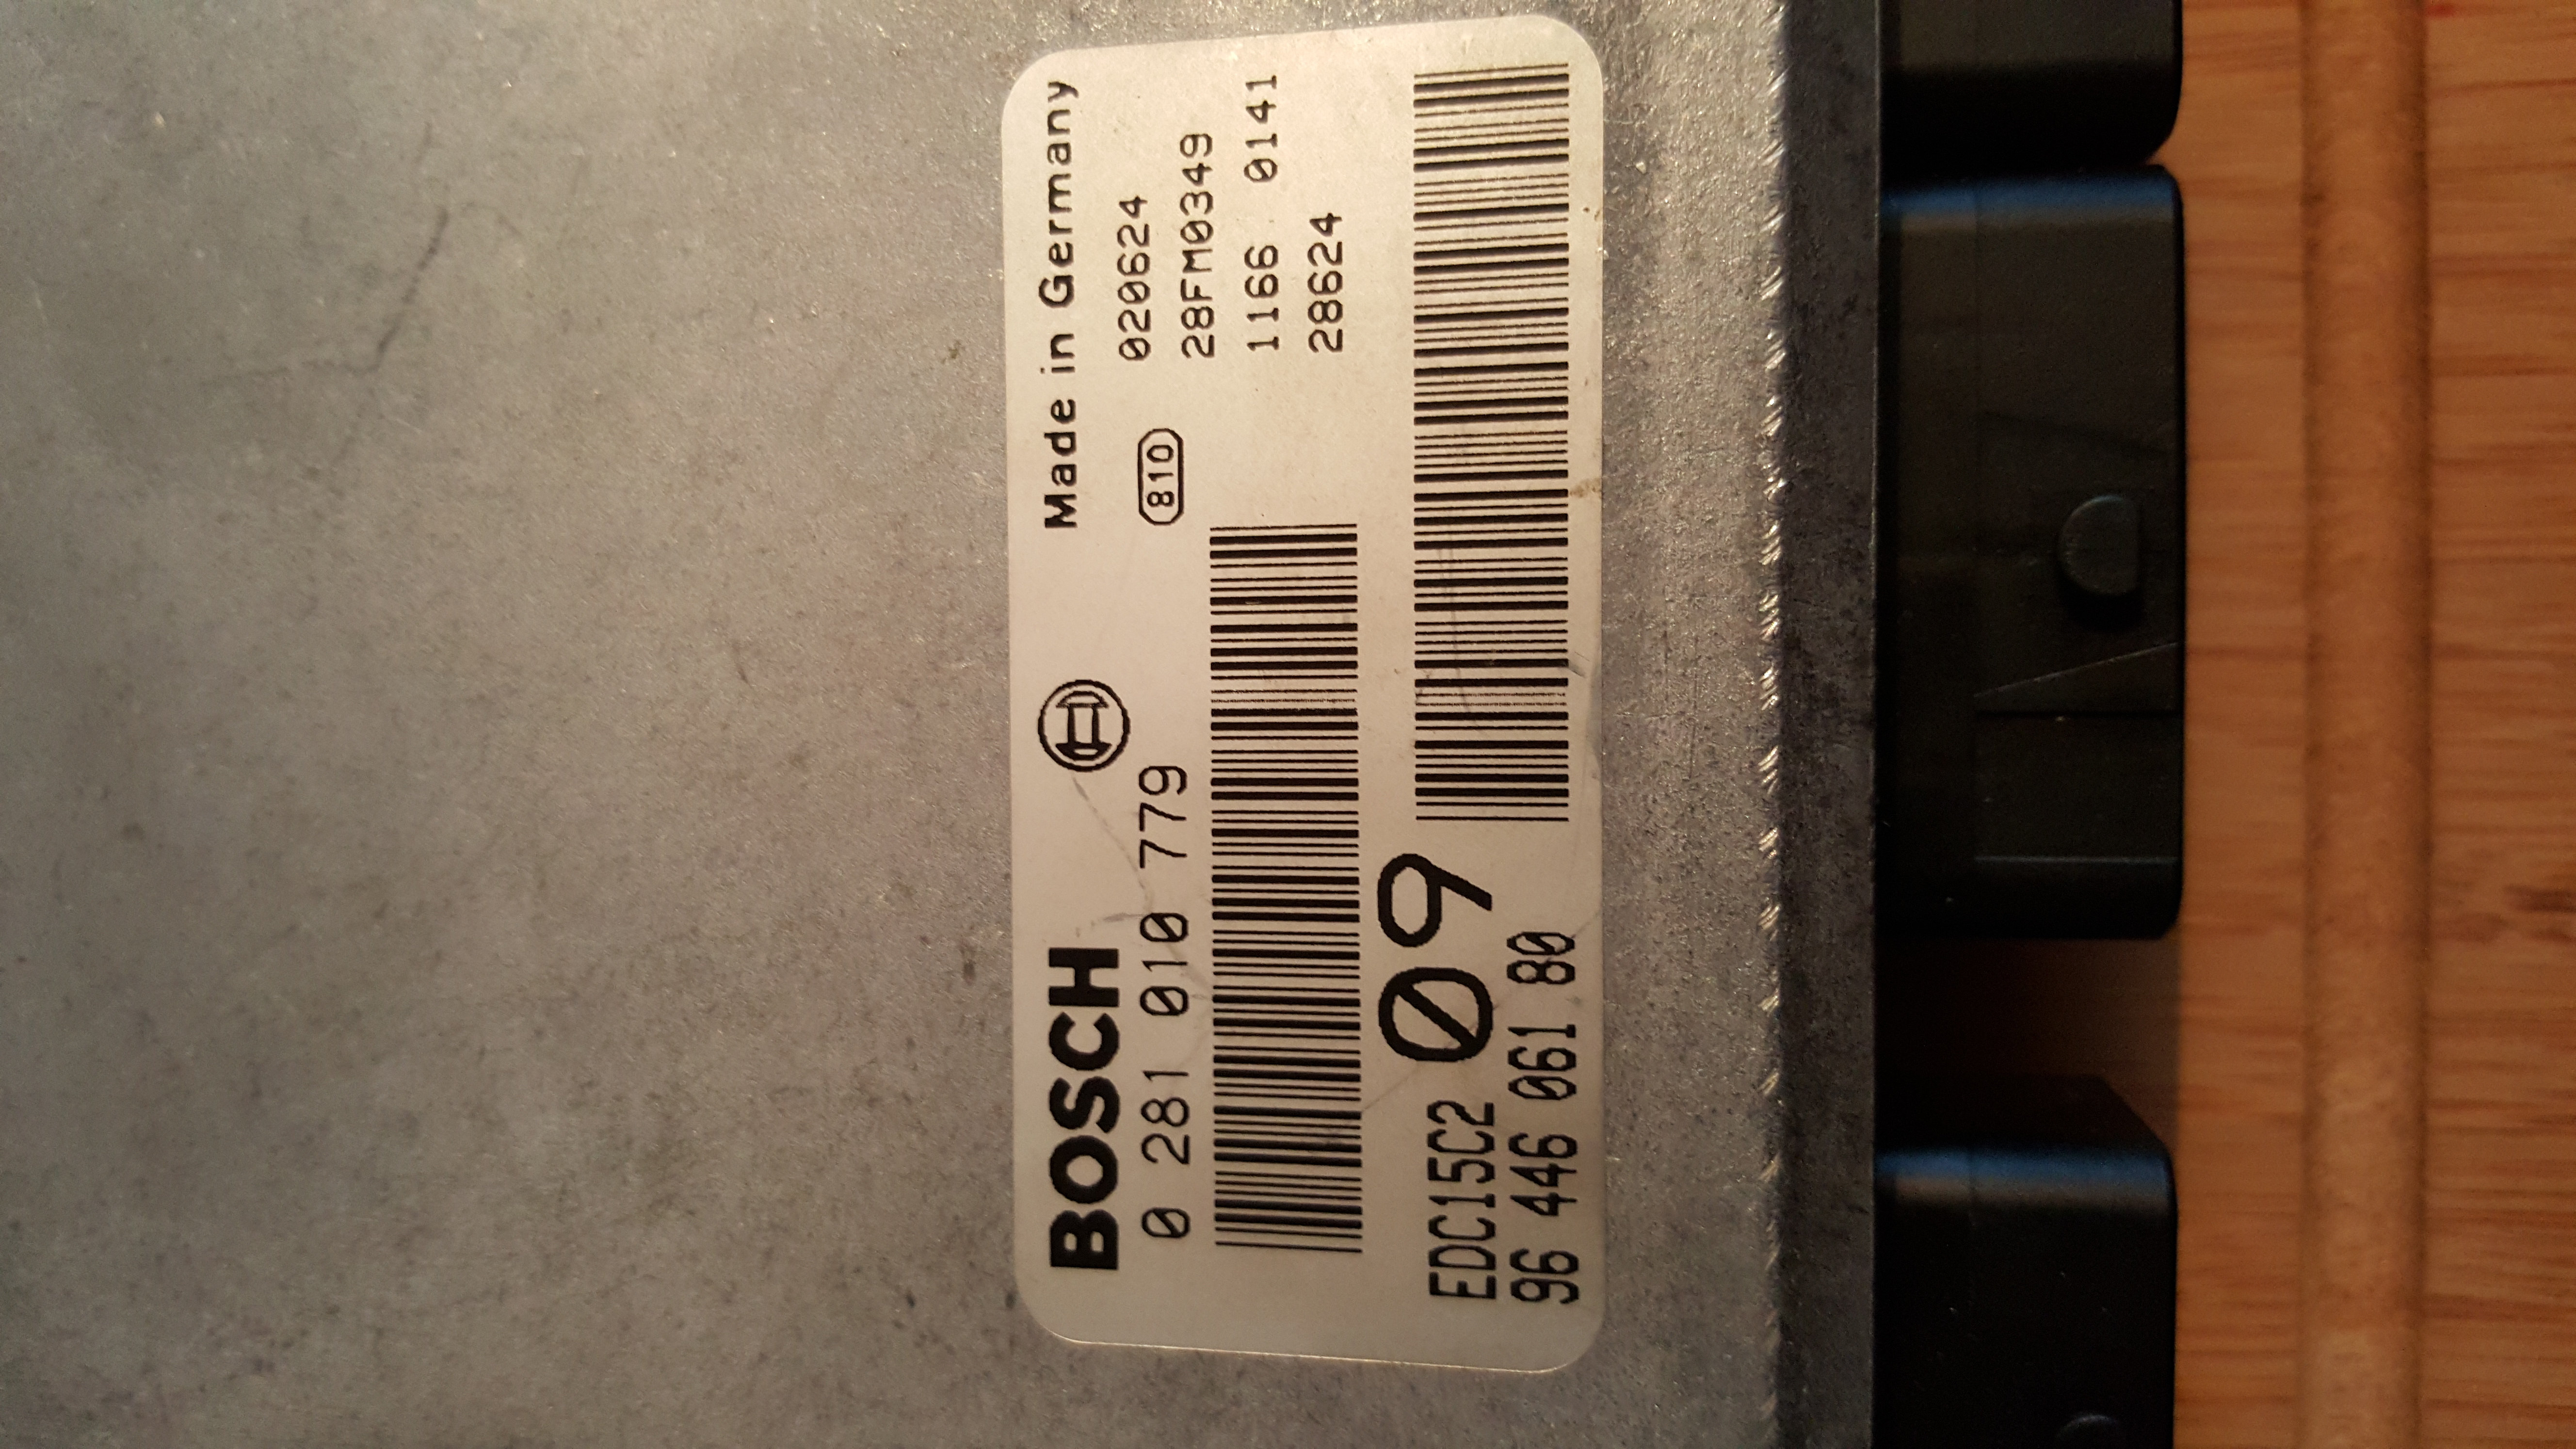 BOSCH
Made in Germany
0 281 010 779
810
020624
28FM0349
1166 0141
28624
EDC15C2 09
96 446 061 80